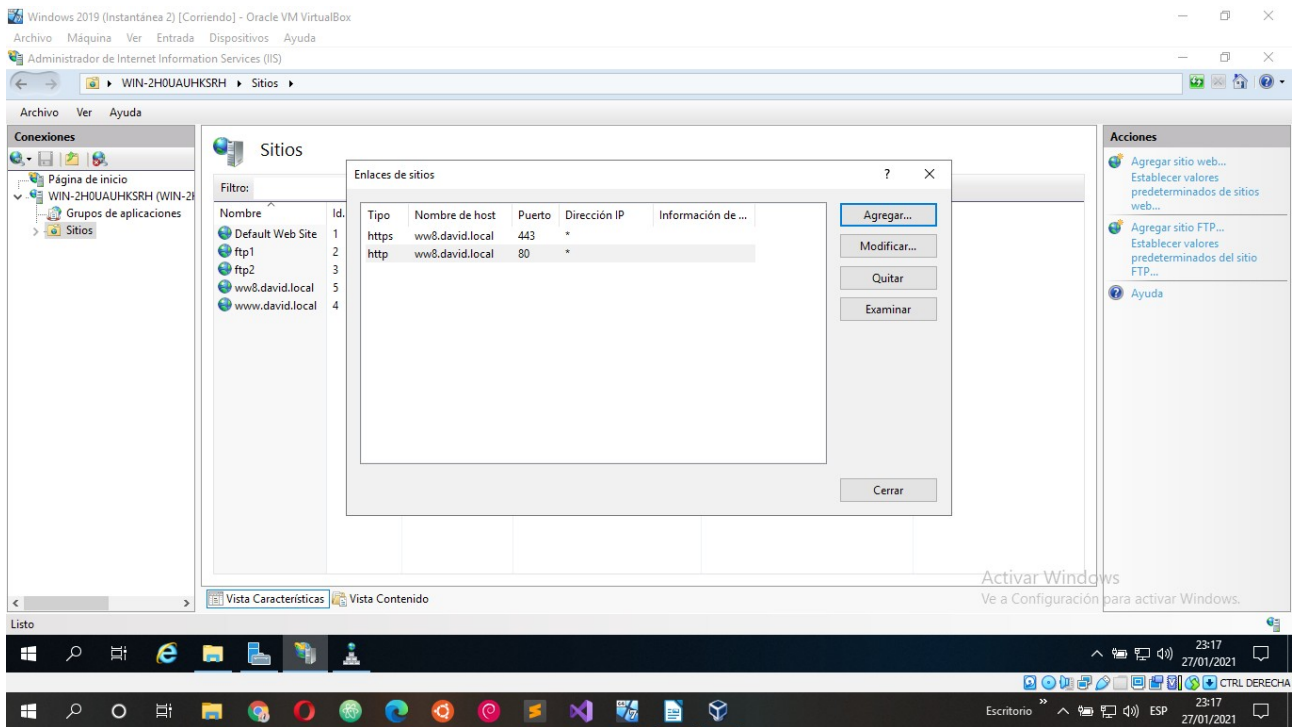 Windows 2019 (Instantánea 2) [Corriendo] - Oracle VM VirtualBox
Archivo Máquina Ver Entrada Dispositivos Ayuda
Administrador de Internet Information Services (IIS)
WIN-2H0UAUHKSRH Sitios
Archivo Ver Ayuda
Conexiones
Página de inicio
WIN-2H0UAUHKSRH (WIN-2H
Grupos de aplicaciones
Sitios
Sitios
Filtro:
Nombre Id.
Default Web Site 1
ftp1 2
ftp2 3
ww8.david.local 5
www.david.local 4
Enlaces de sitios ?
Tipo Nombre de host Puerto Dirección IP Información de ...
https ww8.david.local 443 *
http ww8.david.local 80 *
Agregar...
Modificar...
Quitar
Examinar
Cerrar
Acciones
Agregar sitio web...
Establecer valores
predeterminados de sitios
web...
Agregar sitio FTP...
Establecer valores
predeterminados del sitio
FTP...
Ayuda
Activar Windows
Ve a Configuración para activar Windows.
Vista Características Vista Contenido
Listo
23:17
27/01/2021
CTRL DERECHA
Escritorio ESP 23:17
27/01/2021